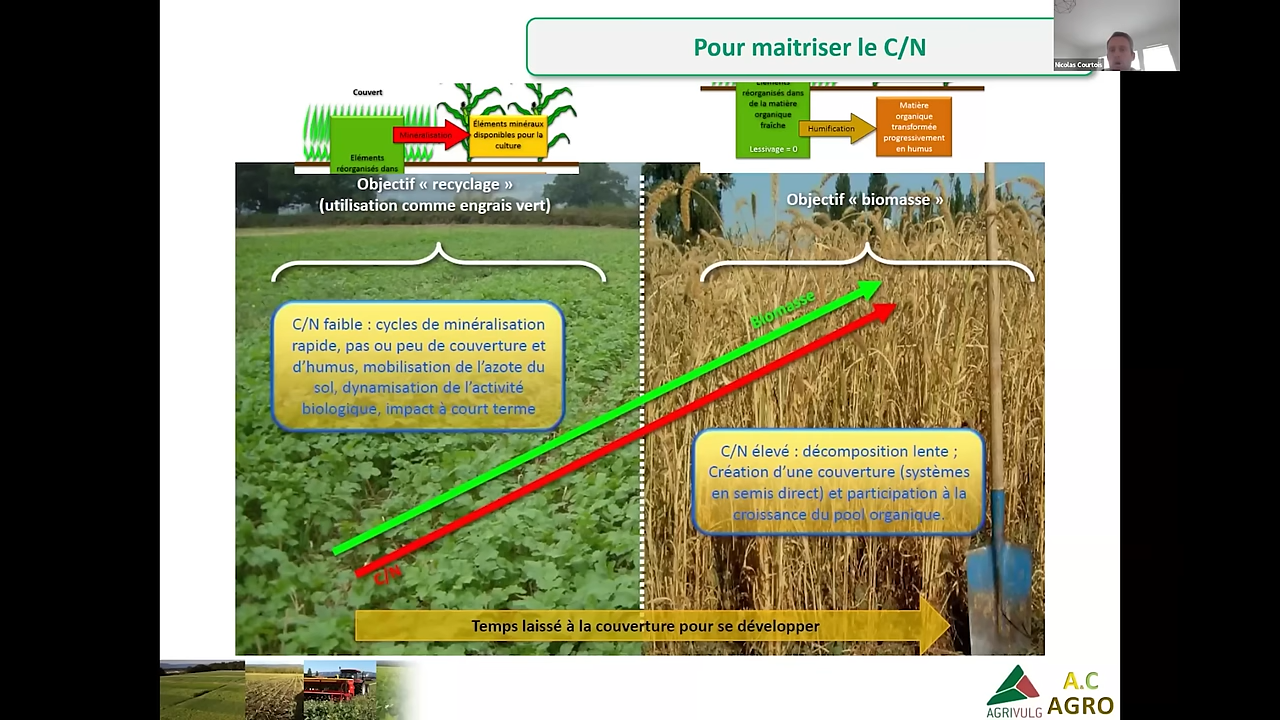 Pour maitriser le C/N
Nicolas Courtois
Couvert
Minéralisation
Éléments minéraux
disponibles pour la
culture
Eléments
réorganisés dans
Eléments
réorganisés dans
de la matière
organique
fraîche
Lessivage = 0
Humification
Matière
organique
transformée
progressivement
en humus
Objectif « recyclage »
(utilisation comme engrais vert)
Objectif « biomasse »
C/N faible : cycles de minéralisation
rapide, pas ou peu de couverture et
d’humus, mobilisation de l’azote du
sol, dynamisation de l’activité
biologique, impact à court terme
Biomasse
C/N
C/N élevé : décomposition lente ;
Création d’une couverture (systèmes
en semis direct) et participation à la
croissance du pool organique.
Temps laissé à la couverture pour se développer
AGRIVULG
A.C
AGRO